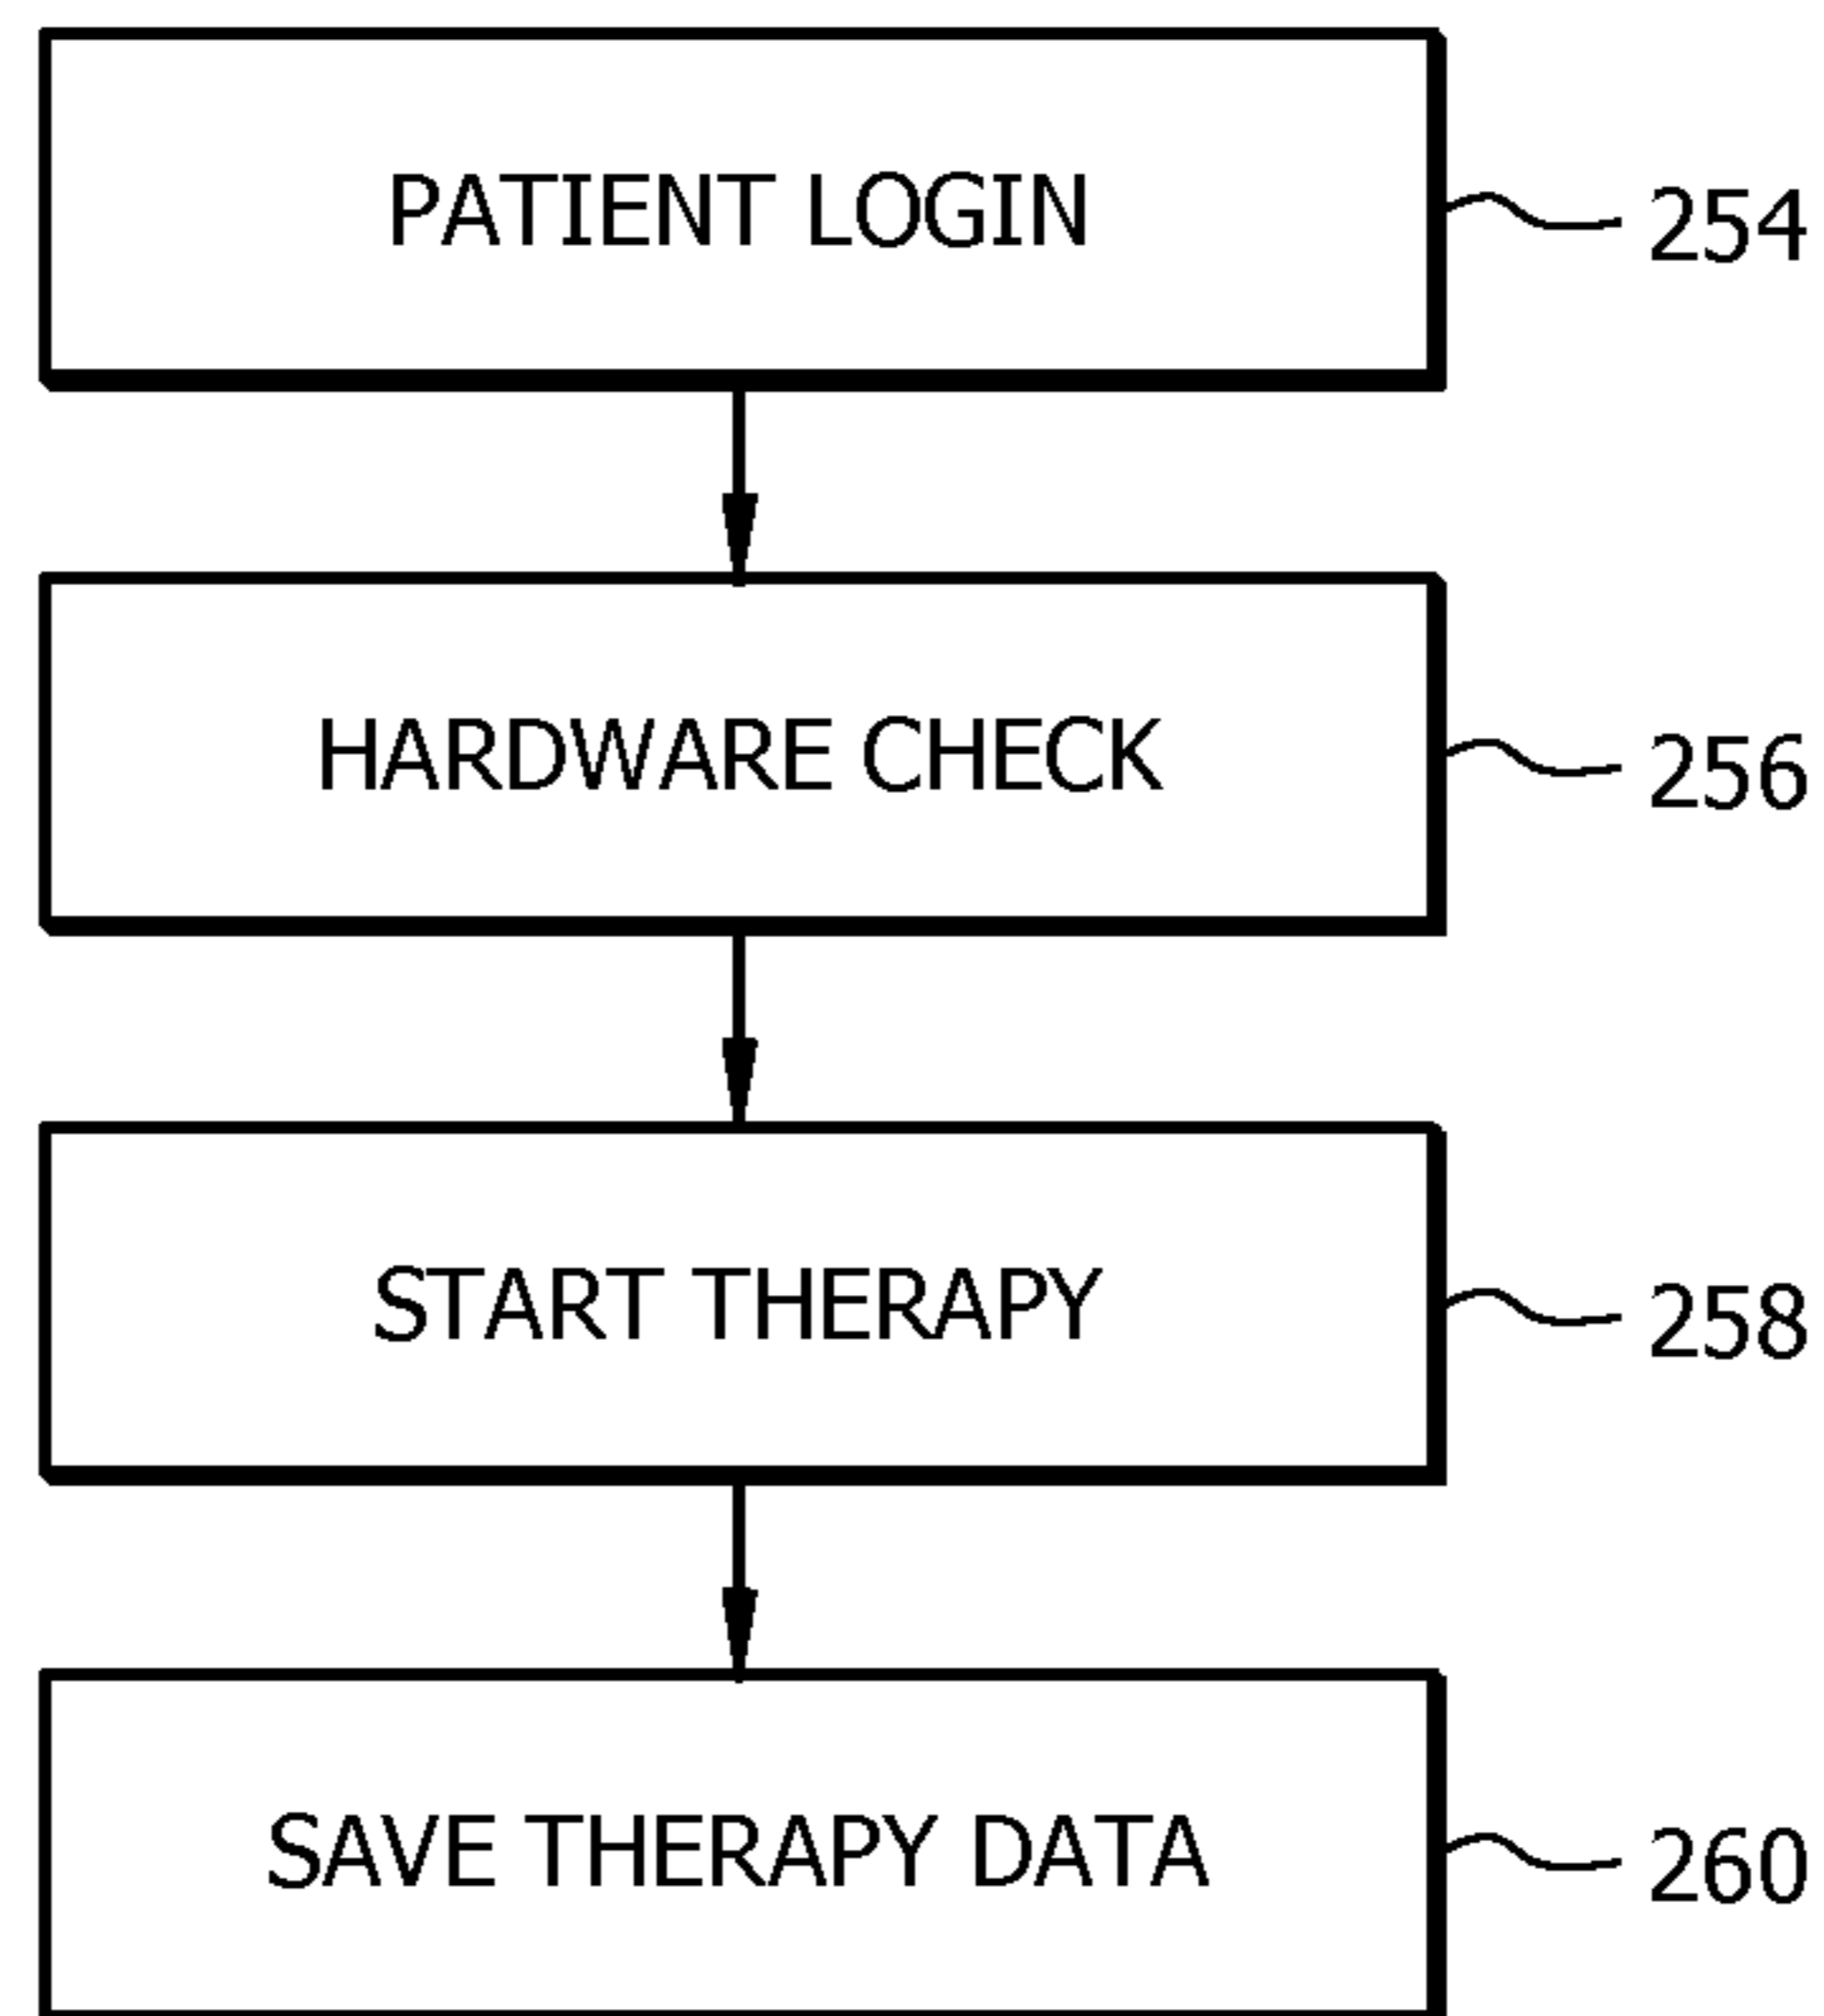 PATIENT LOGIN
254
HARDWARE CHECK
256
START THERAPY
258
SAVE THERAPY DATA
260